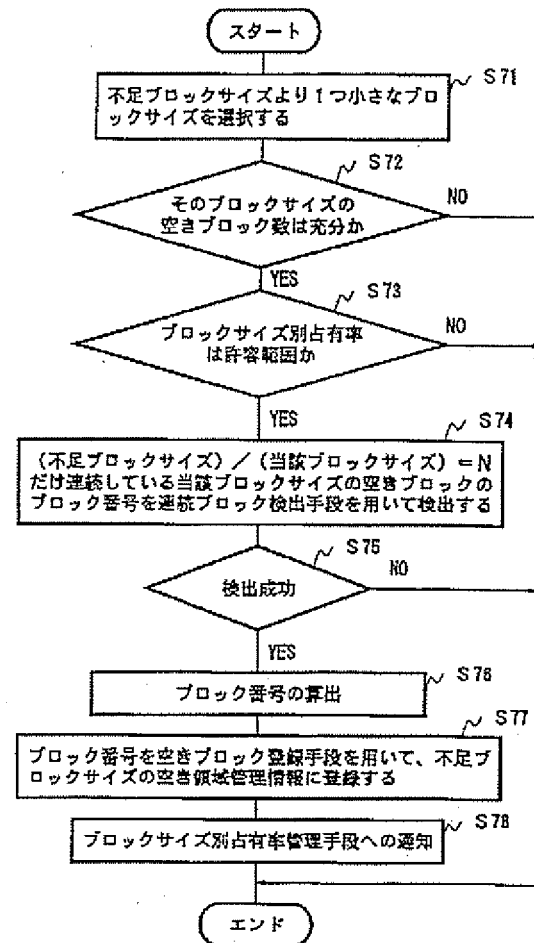 スタート
S71
不足ブロックサイズより1つ小さなブロ
ックサイズを選択する
S72
そのブロックサイズの
空きブロック数は充分か
NO
YES
S73
ブロックサイズ別占有率
は許容範囲か
NO
YES
S74
(不足ブロックサイズ)/(当該ブロックサイズ)=N
だけ連続している当該ブロックサイズの空きブロックの
ブロック番号を連続ブロック検出手段を用いて検出する
S75
検出成功
NO
YES
S76
ブロック番号の算出
S77
ブロック番号を空きブロック登録手段を用いて、不足ブ
ロックサイズの空き領域管理情報に登録する
S78
ブロックサイズ別占有率管理手段への通知
エンド